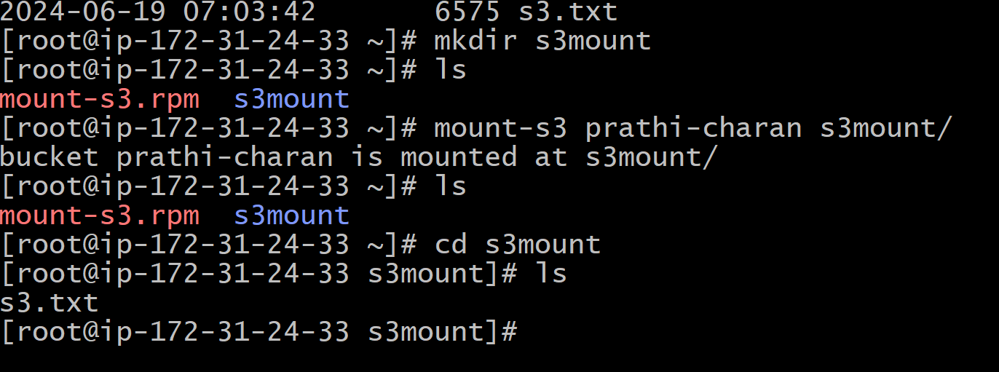 2024-06-19 07:03:42       6575 s3.txt
[root@ip-172-31-24-33 ~]# mkdir s3mount
[root@ip-172-31-24-33 ~]# ls
mount-s3.rpm  s3mount
[root@ip-172-31-24-33 ~]# mount-s3 prathi-charan s3mount/
bucket prathi-charan is mounted at s3mount/
[root@ip-172-31-24-33 ~]# ls
mount-s3.rpm  s3mount
[root@ip-172-31-24-33 ~]# cd s3mount
[root@ip-172-31-24-33 s3mount]# ls
s3.txt
[root@ip-172-31-24-33 s3mount]#